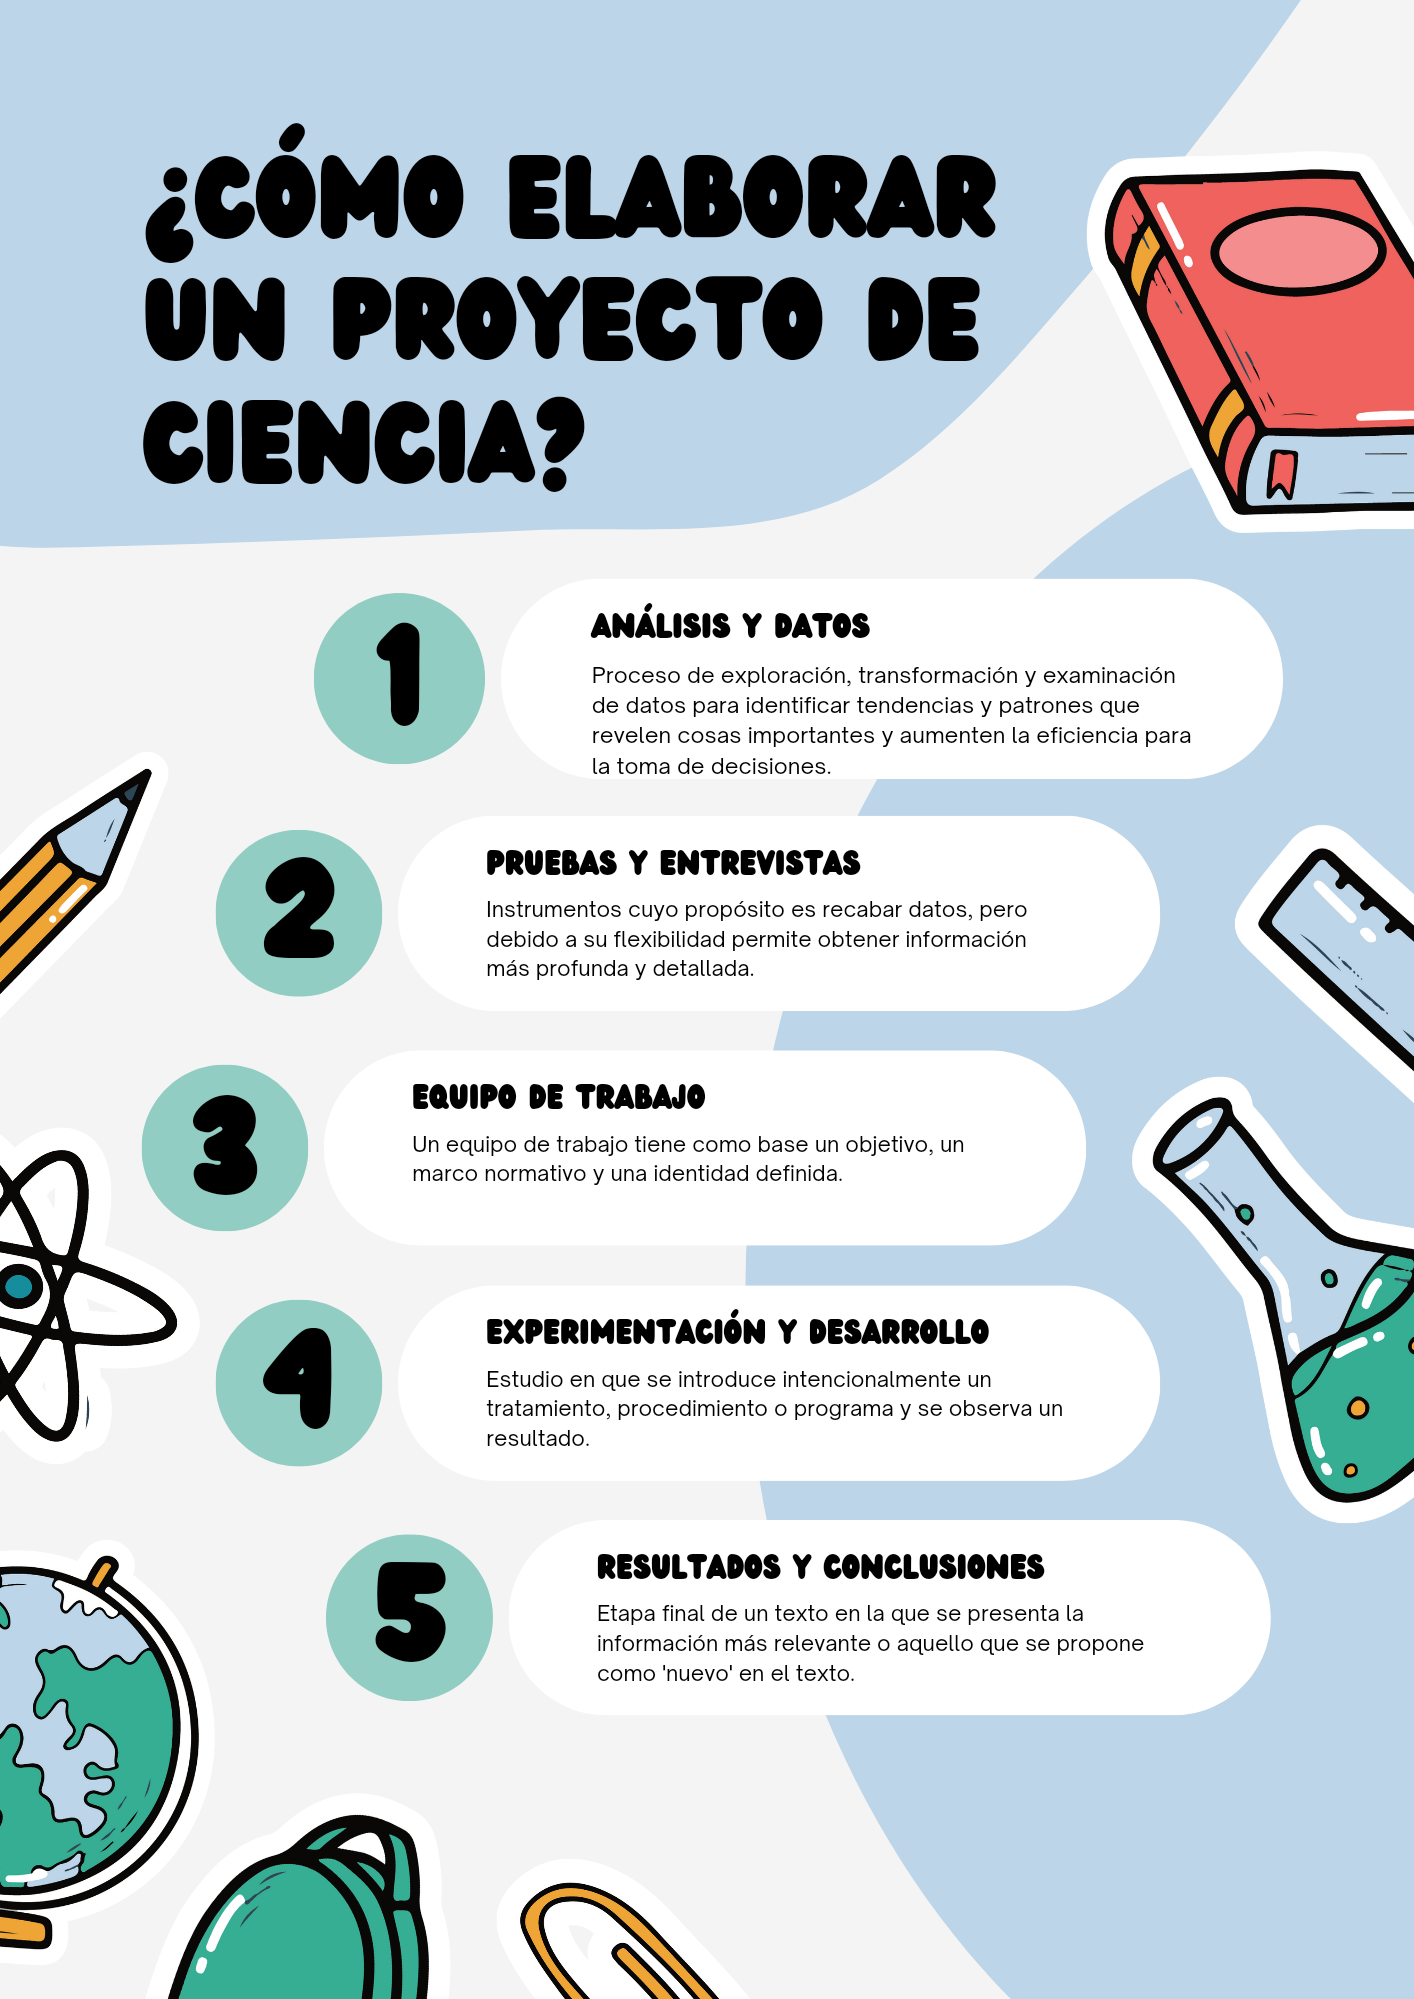 ¿CÓMO ELABORAR
UN PROYECTO DE
CIENCIA?
1
ANÁLISIS Y DATOS
Proceso de exploración, transformación y examinación
de datos para identificar tendencias y patrones que
revelen cosas importantes y aumenten la eficiencia para
la toma de decisiones.
2
PRUEBAS Y ENTREVISTAS
Instrumentos cuyo propósito es recabar datos, pero
debido a su flexibilidad permite obtener información
más profunda y detallada.
3
EQUIPO DE TRABAJO
Un equipo de trabajo tiene como base un objetivo, un
marco normativo y una identidad definida.
4
EXPERIMENTACIÓN Y DESARROLLO
Estudio en que se introduce intencionalmente un
tratamiento, procedimiento o programa y se observa un
resultado.
5
RESULTADOS Y CONCLUSIONES
Etapa final de un texto en la que se presenta la
información más relevante o aquello que se propone
como 'nuevo' en el texto.